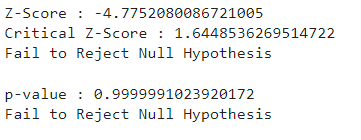 Z-Score : -4.7752080086721005
Critical Z-Score : 1.6448536269514722
Fail to Reject Null Hypothesis
p-value : 0.9999991023920172
Fail to Reject Null Hypothesis